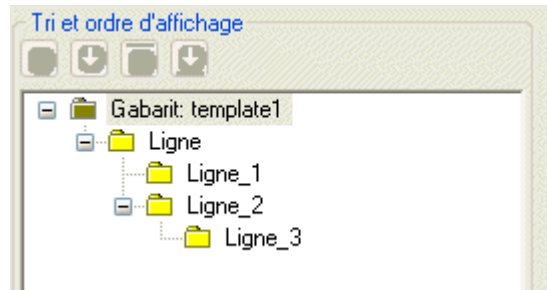 Tri et ordre d'affichage
Gabarit: template1
Ligne
Ligne_1
Ligne_2
Ligne_3